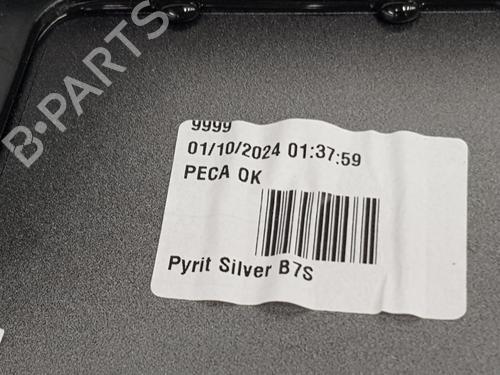 B-PARTS
9999
01/10/2024 01:37:59
PECA OK
Pyrit Silver B7S